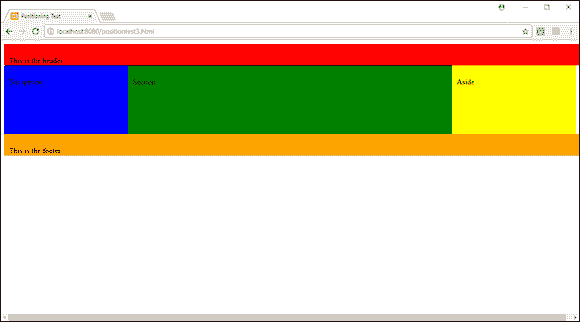 Positioning Test
localhost:8080/positiontest3.html
This is the header
Section
Aside
This is the footer